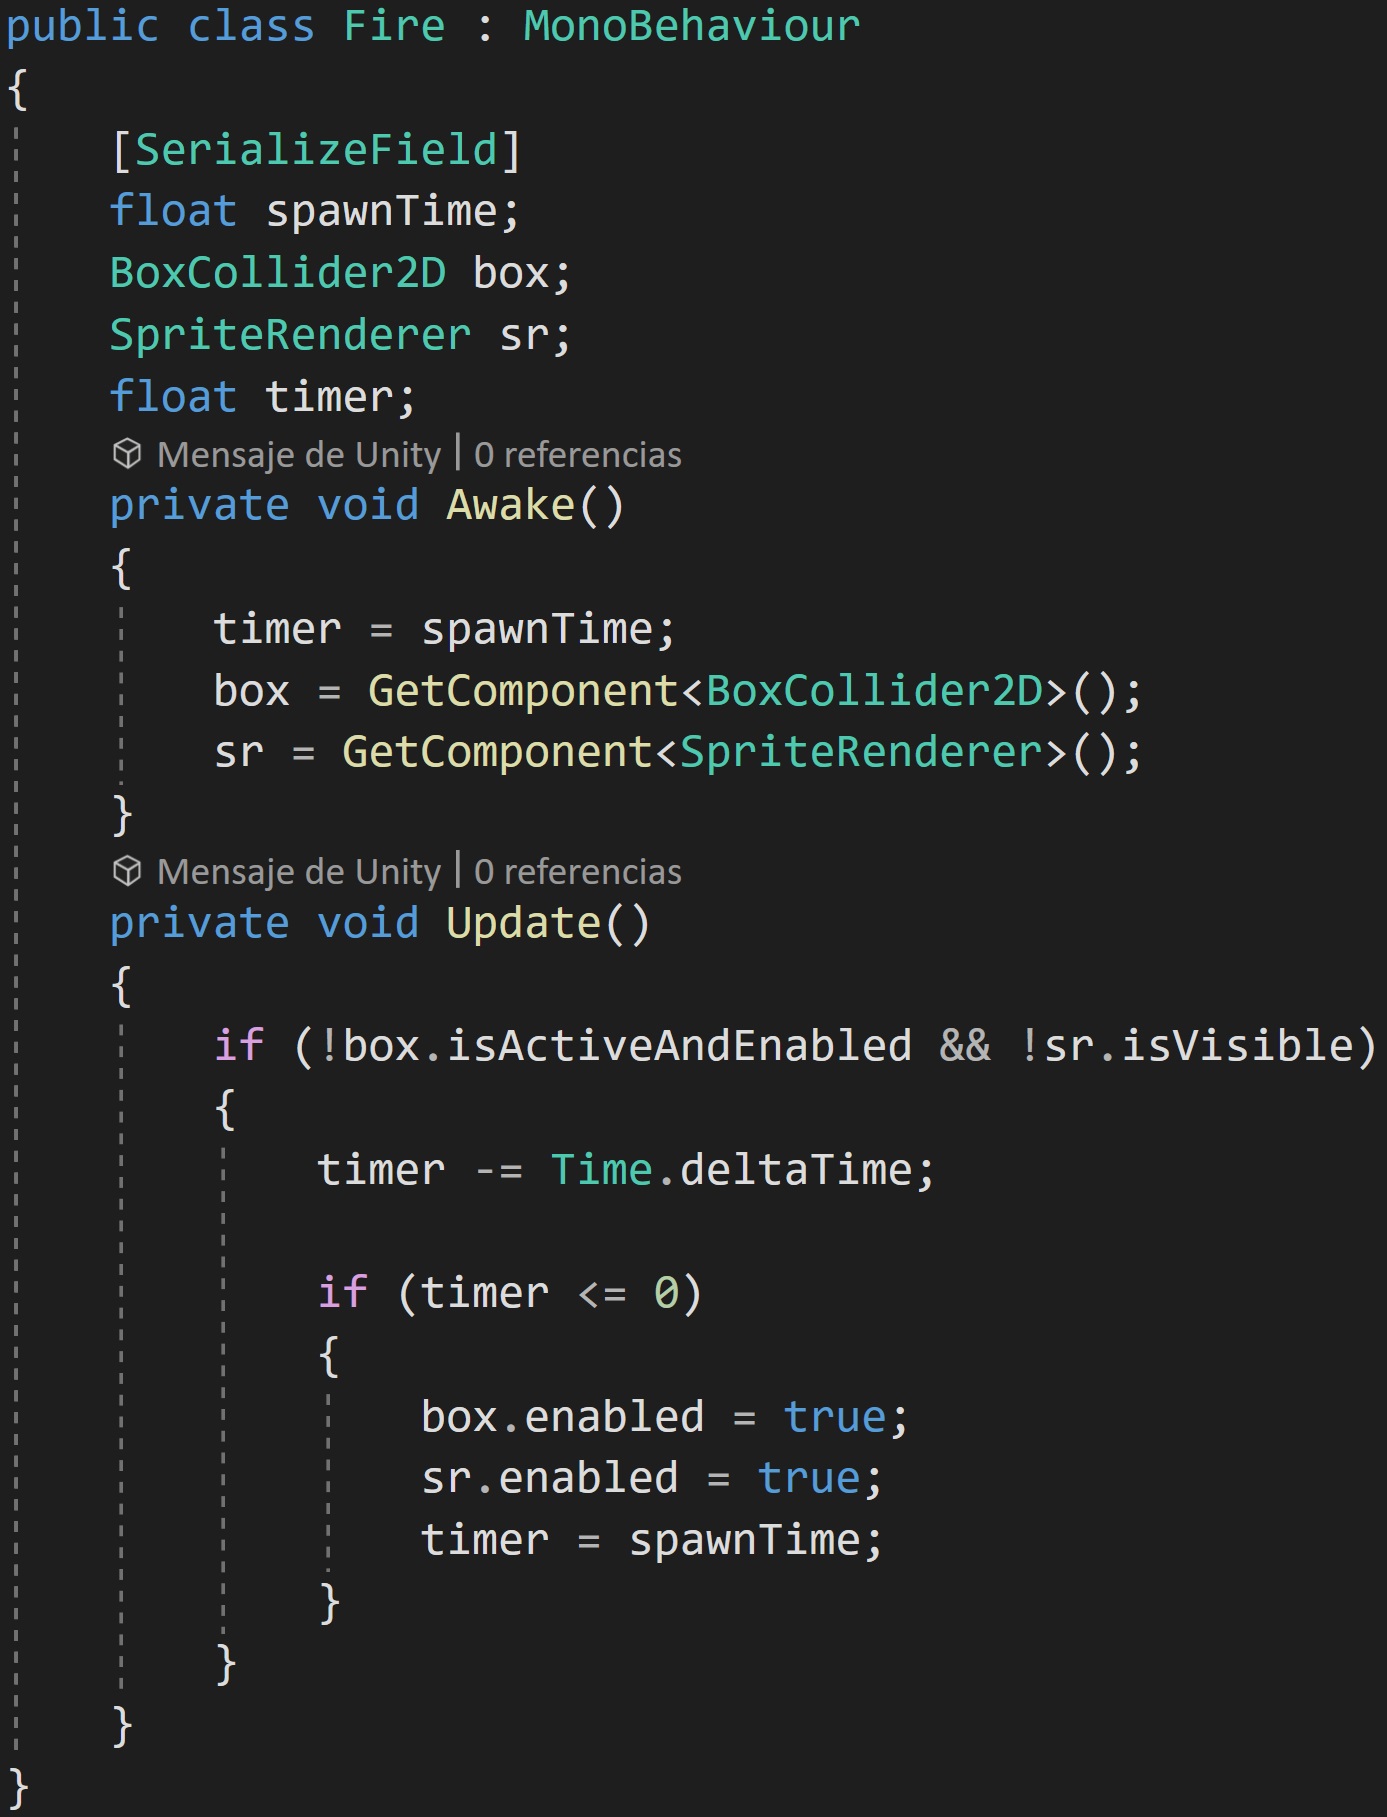 public class Fire : MonoBehaviour
{
    [SerializeField]
    float spawnTime;
    BoxCollider2D box;
    SpriteRenderer sr;
    float timer;
    Mensaje de Unity | 0 referencias
    private void Awake()
    {
        timer = spawnTime;
        box = GetComponent<BoxCollider2D>();
        sr = GetComponent<SpriteRenderer>();
    }
    Mensaje de Unity | 0 referencias
    private void Update()
    {
        if (!box.isActiveAndEnabled && !sr.isVisible)
        {
            timer -= Time.deltaTime;

            if (timer <= 0)
            {
                box.enabled = true;
                sr.enabled = true;
                timer = spawnTime;
            }
        }
    }
}